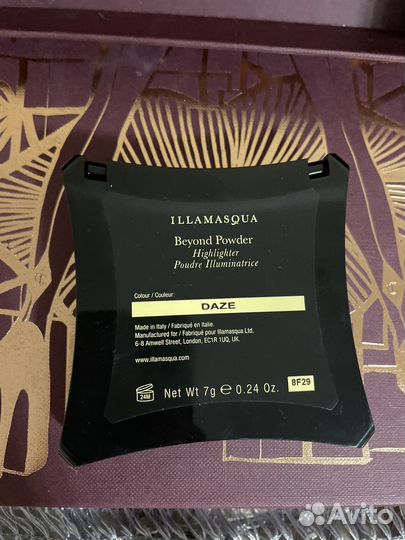 ILLAMASQUA
Beyond Powder
Highlighter
Poudre Illuminatrice
Colour / Couleur:
DAZE
Made in Italy / Fabriqué en Italie.
Manufactured for / Fabriqué pour Illamasqua Ltd,
6-8 Amwell Street, London, EC1R 1UQ, UK.
www.illamasqua.com
24M
Net Wt 7g ℮ 0.24 Oz.
8F29
Avito